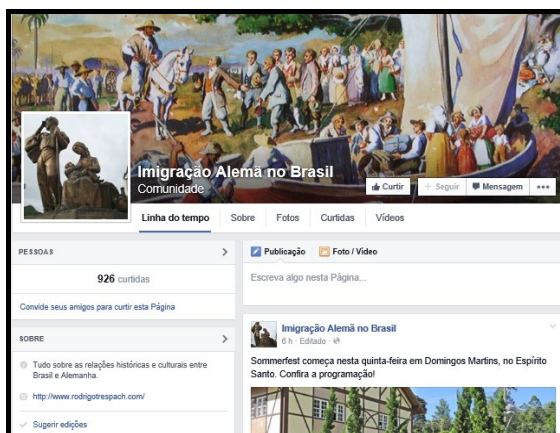 Imigração Alemã no Brasil
Comunidade
Curtir
+ Seguir
Mensagem
Linha do tempo
Sobre
Fotos
Curtidas
Vídeos
PESSOAS
926 curtidas
Convide seus amigos para curtir esta Página
SOBRE
Tudo sobre as relações históricas e culturais entre
Brasil e Alemanha.
http://www.rodrigotrespach.com/
Sugerir edições
Publicação
Foto / Vídeo
Escreva algo nesta Página...
Imigração Alemã no Brasil
6 h · Editado ·
Sommerfest começa nesta quinta-feira em Domingos Martins, no Espírito
Santo. Confira a programação!